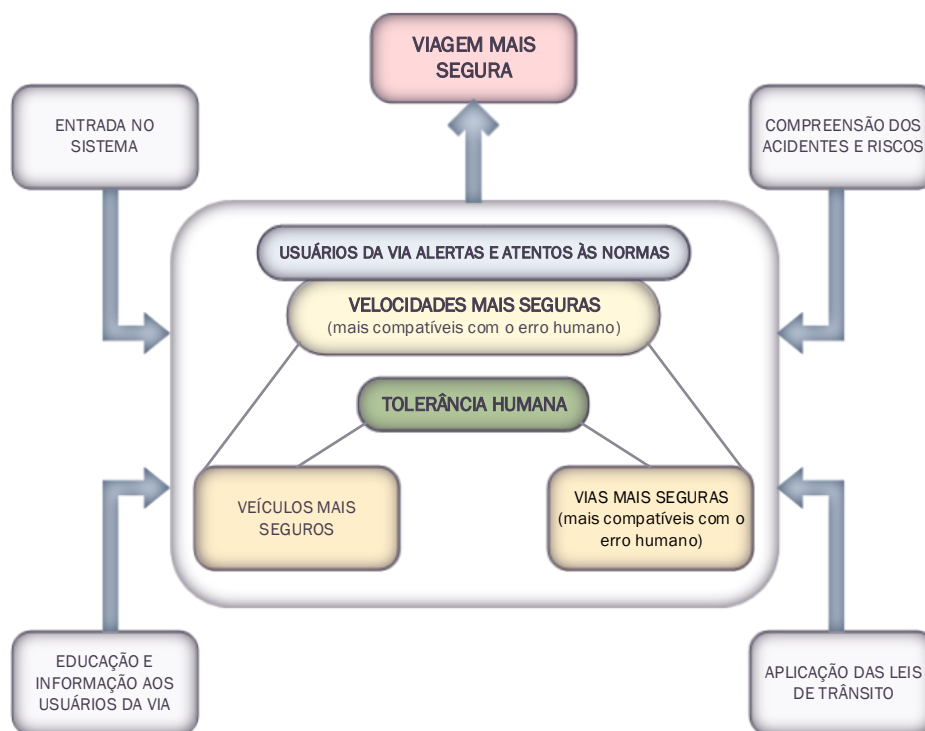 VIAGEM MAIS
SEGURA
ENTRADA NO
SISTEMA
COMPREENSÃO DOS
ACIDENTES E RISCOS
USUÁRIOS DA VIA ALERTAS E ATENTOS ÀS NORMAS
VELOCIDADES MAIS SEGURAS
(mais compatíveis com o erro humano)
TOLERÂNCIA HUMANA
VEÍCULOS MAIS
SEGUROS
VIAS MAIS SEGURAS
(mais compatíveis com o
erro humano)
EDUCAÇÃO E
INFORMAÇÃO AOS
USUÁRIOS DA VIA
APLICAÇÃO DAS LEIS
DE TRÂNSITO